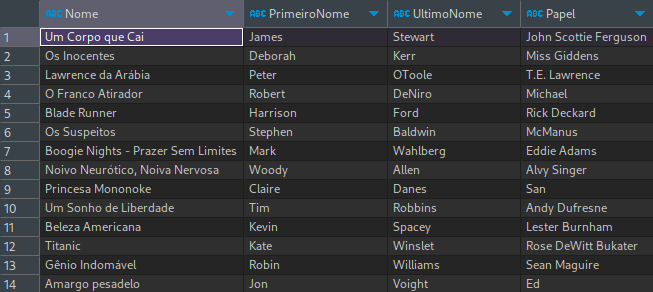 ABC Nome ABC PrimeiroNome ABC UltimoNome ABC Papel
1 Um Corpo que Cai James Stewart John Scottie Ferguson
2 Os Inocentes Deborah Kerr Miss Giddens
3 Lawrence da Arábia Peter OToole T.E. Lawrence
4 O Franco Atirador Robert DeNiro Michael
5 Blade Runner Harrison Ford Rick Deckard
6 Os Suspeitos Stephen Baldwin McManus
7 Boogie Nights - Prazer Sem Limites Mark Wahlberg Eddie Adams
8 Noivo Neurótico, Noiva Nervosa Woody Allen Alvy Singer
9 Princesa Mononoke Claire Danes San
10 Um Sonho de Liberdade Tim Robbins Andy Dufresne
11 Beleza Americana Kevin Spacey Lester Burnham
12 Titanic Kate Winslet Rose DeWitt Bukater
13 Gênio Indomável Robin Williams Sean Maguire
14 Amargo pesadelo Jon Voight Ed